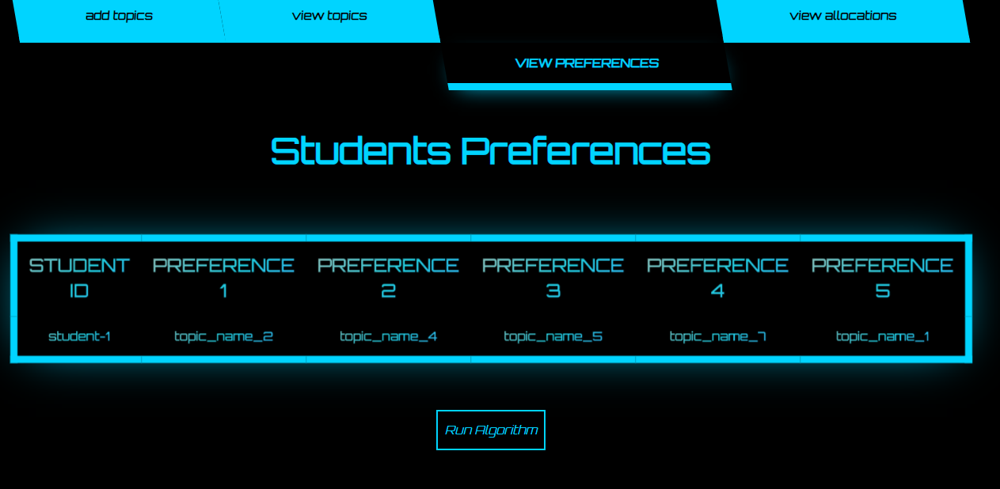 add topics
view topics
view allocations
VIEW PREFERENCES
Students Preferences
STUDENT ID
PREFERENCE 1
PREFERENCE 2
PREFERENCE 3
PREFERENCE 4
PREFERENCE 5
student-1
topic_name_2
topic_name_4
topic_name_5
topic_name_7
topic_name_1
Run Algorithm